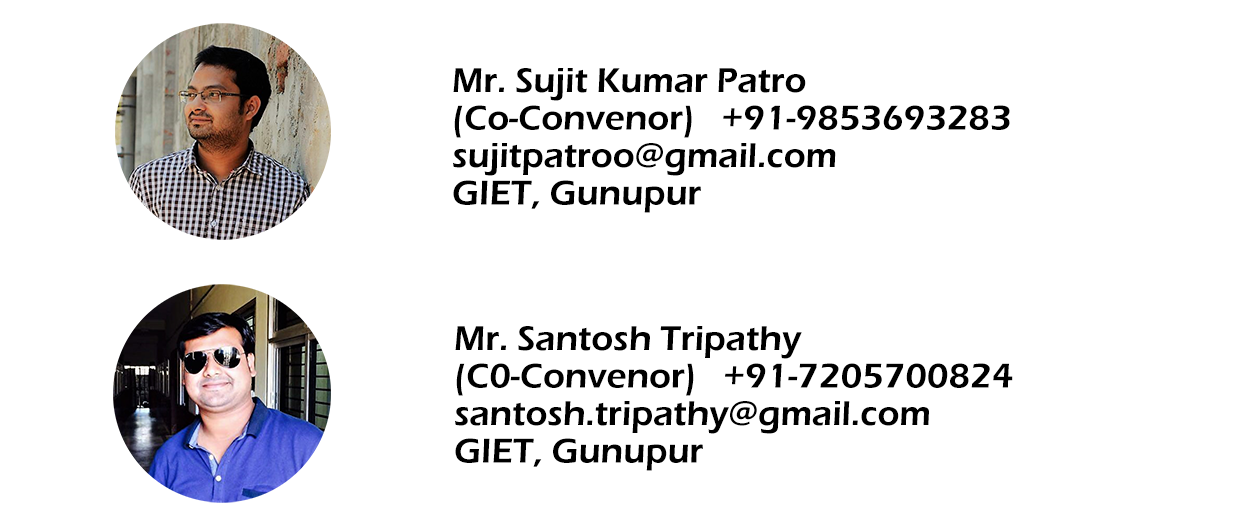 Mr. Sujit Kumar Patro
(Co-Convenor) +91-9853693283
sujitpatroo@gmail.com
GIET, Gunupur
Mr. Santosh Tripathy
(C0-Convenor) +91-7205700824
santosh.tripathy@gmail.com
GIET, Gunupur